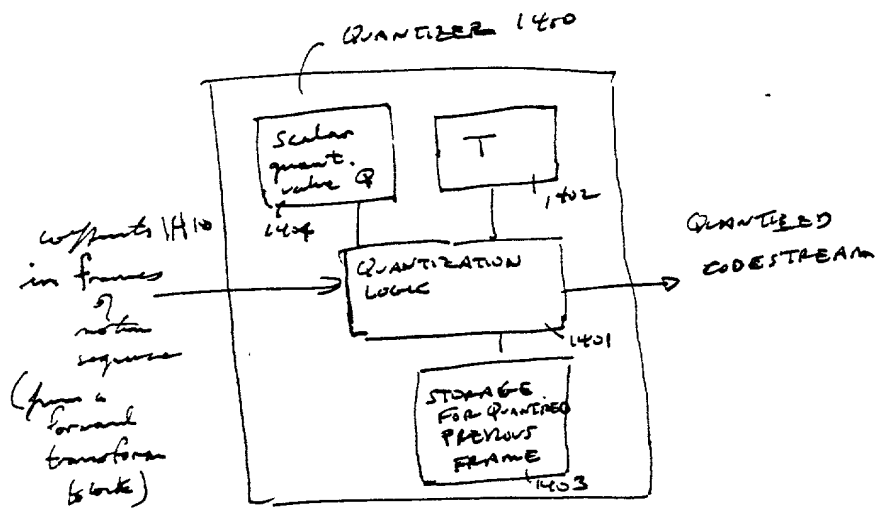 QUANTIZER 1400
Scalar
quant.
value Q
1404
T
1402
coefficients 1410
in frames
of
motion
sequence
(from a
forward
transform
block)
QUANTIZATION
LOGIC
1401
QUANTIZED
CODESTREAM
STORAGE
FOR QUANTIZED
PREVIOUS
FRAME
1403